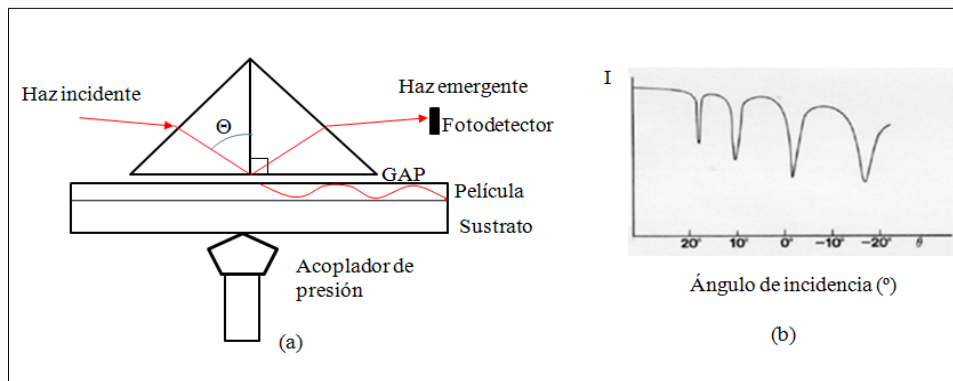 Haz incidente
Haz emergente
Θ
Fotodetector
GAP
Película
Sustrato
Acoplador de
presión
(a)
I
20° 10° 0° -10° -20° θ
Ángulo de incidencia (º)
(b)